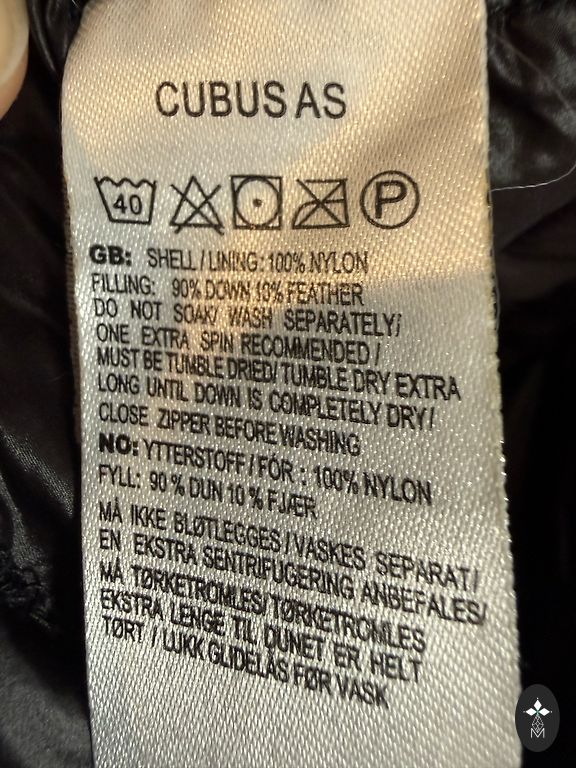 CUBUS AS
40 P
GB: SHELL/LINING: 100% NYLON
FILLING: 90% DOWN 10% FEATHER
DO NOT SOAK/ WASH SEPARATELY/
ONE EXTRA SPIN RECOMMENDED/
MUST BE TUMBLE DRIED/ TUMBLE DRY EXTRA
LONG UNTIL DOWN IS COMPLETELY DRY/
CLOSE ZIPPER BEFORE WASHING
NO: YTTERSTOFF/FÓR: 100% NYLON
FYLL: 90% DUN 10% FJÆR
MÅ IKKE BLØTLEGGES/VASKES SEPARAT/
EN EKSTRA SENTRIFUGERING ANBEFALES/
MÅ TØRKETROMLES/TØRKETROMLES
EKSTRA LENGE TIL DUNET ER HELT
TØRT / LUKK GLIDELÅS FØR VASK
M